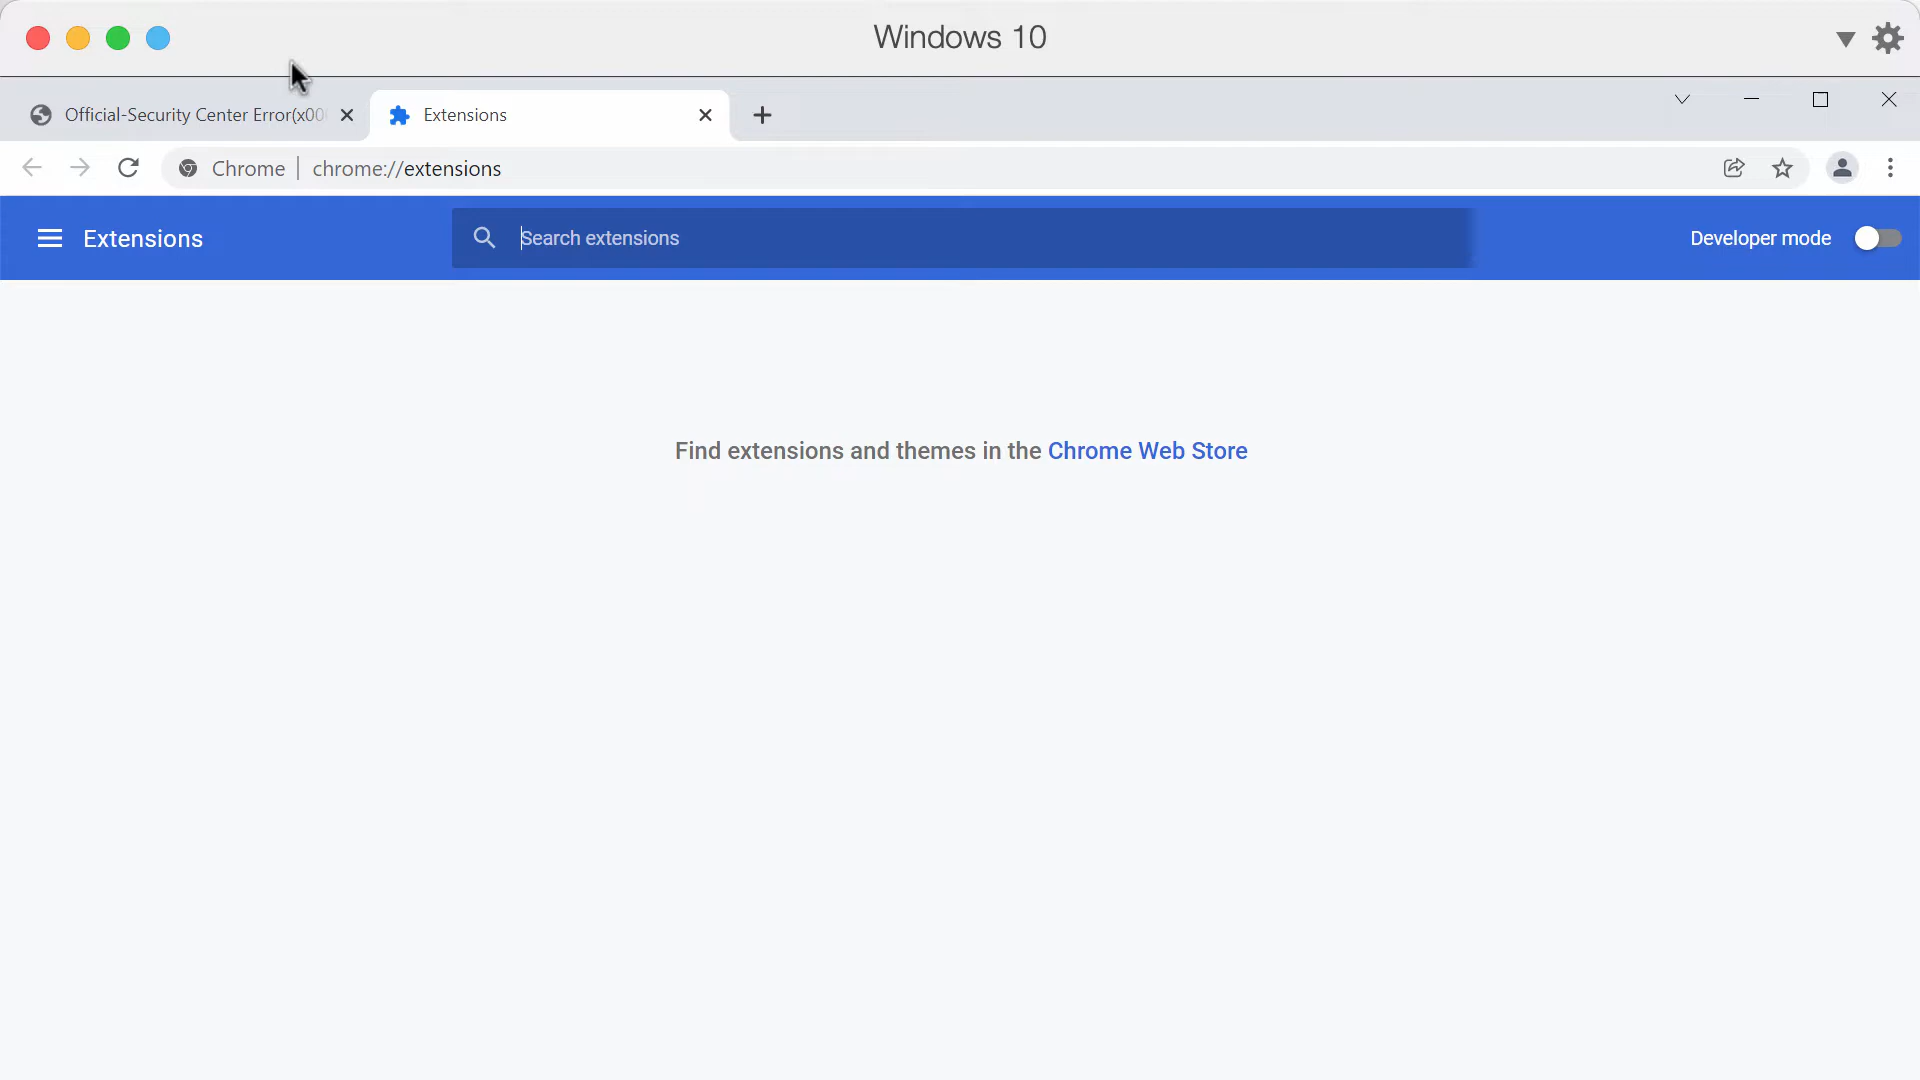 Windows 10
Official-Security Center Error(x00
Extensions
Chrome | chrome://extensions
Extensions
Search extensions
Developer mode
Find extensions and themes in the Chrome Web Store